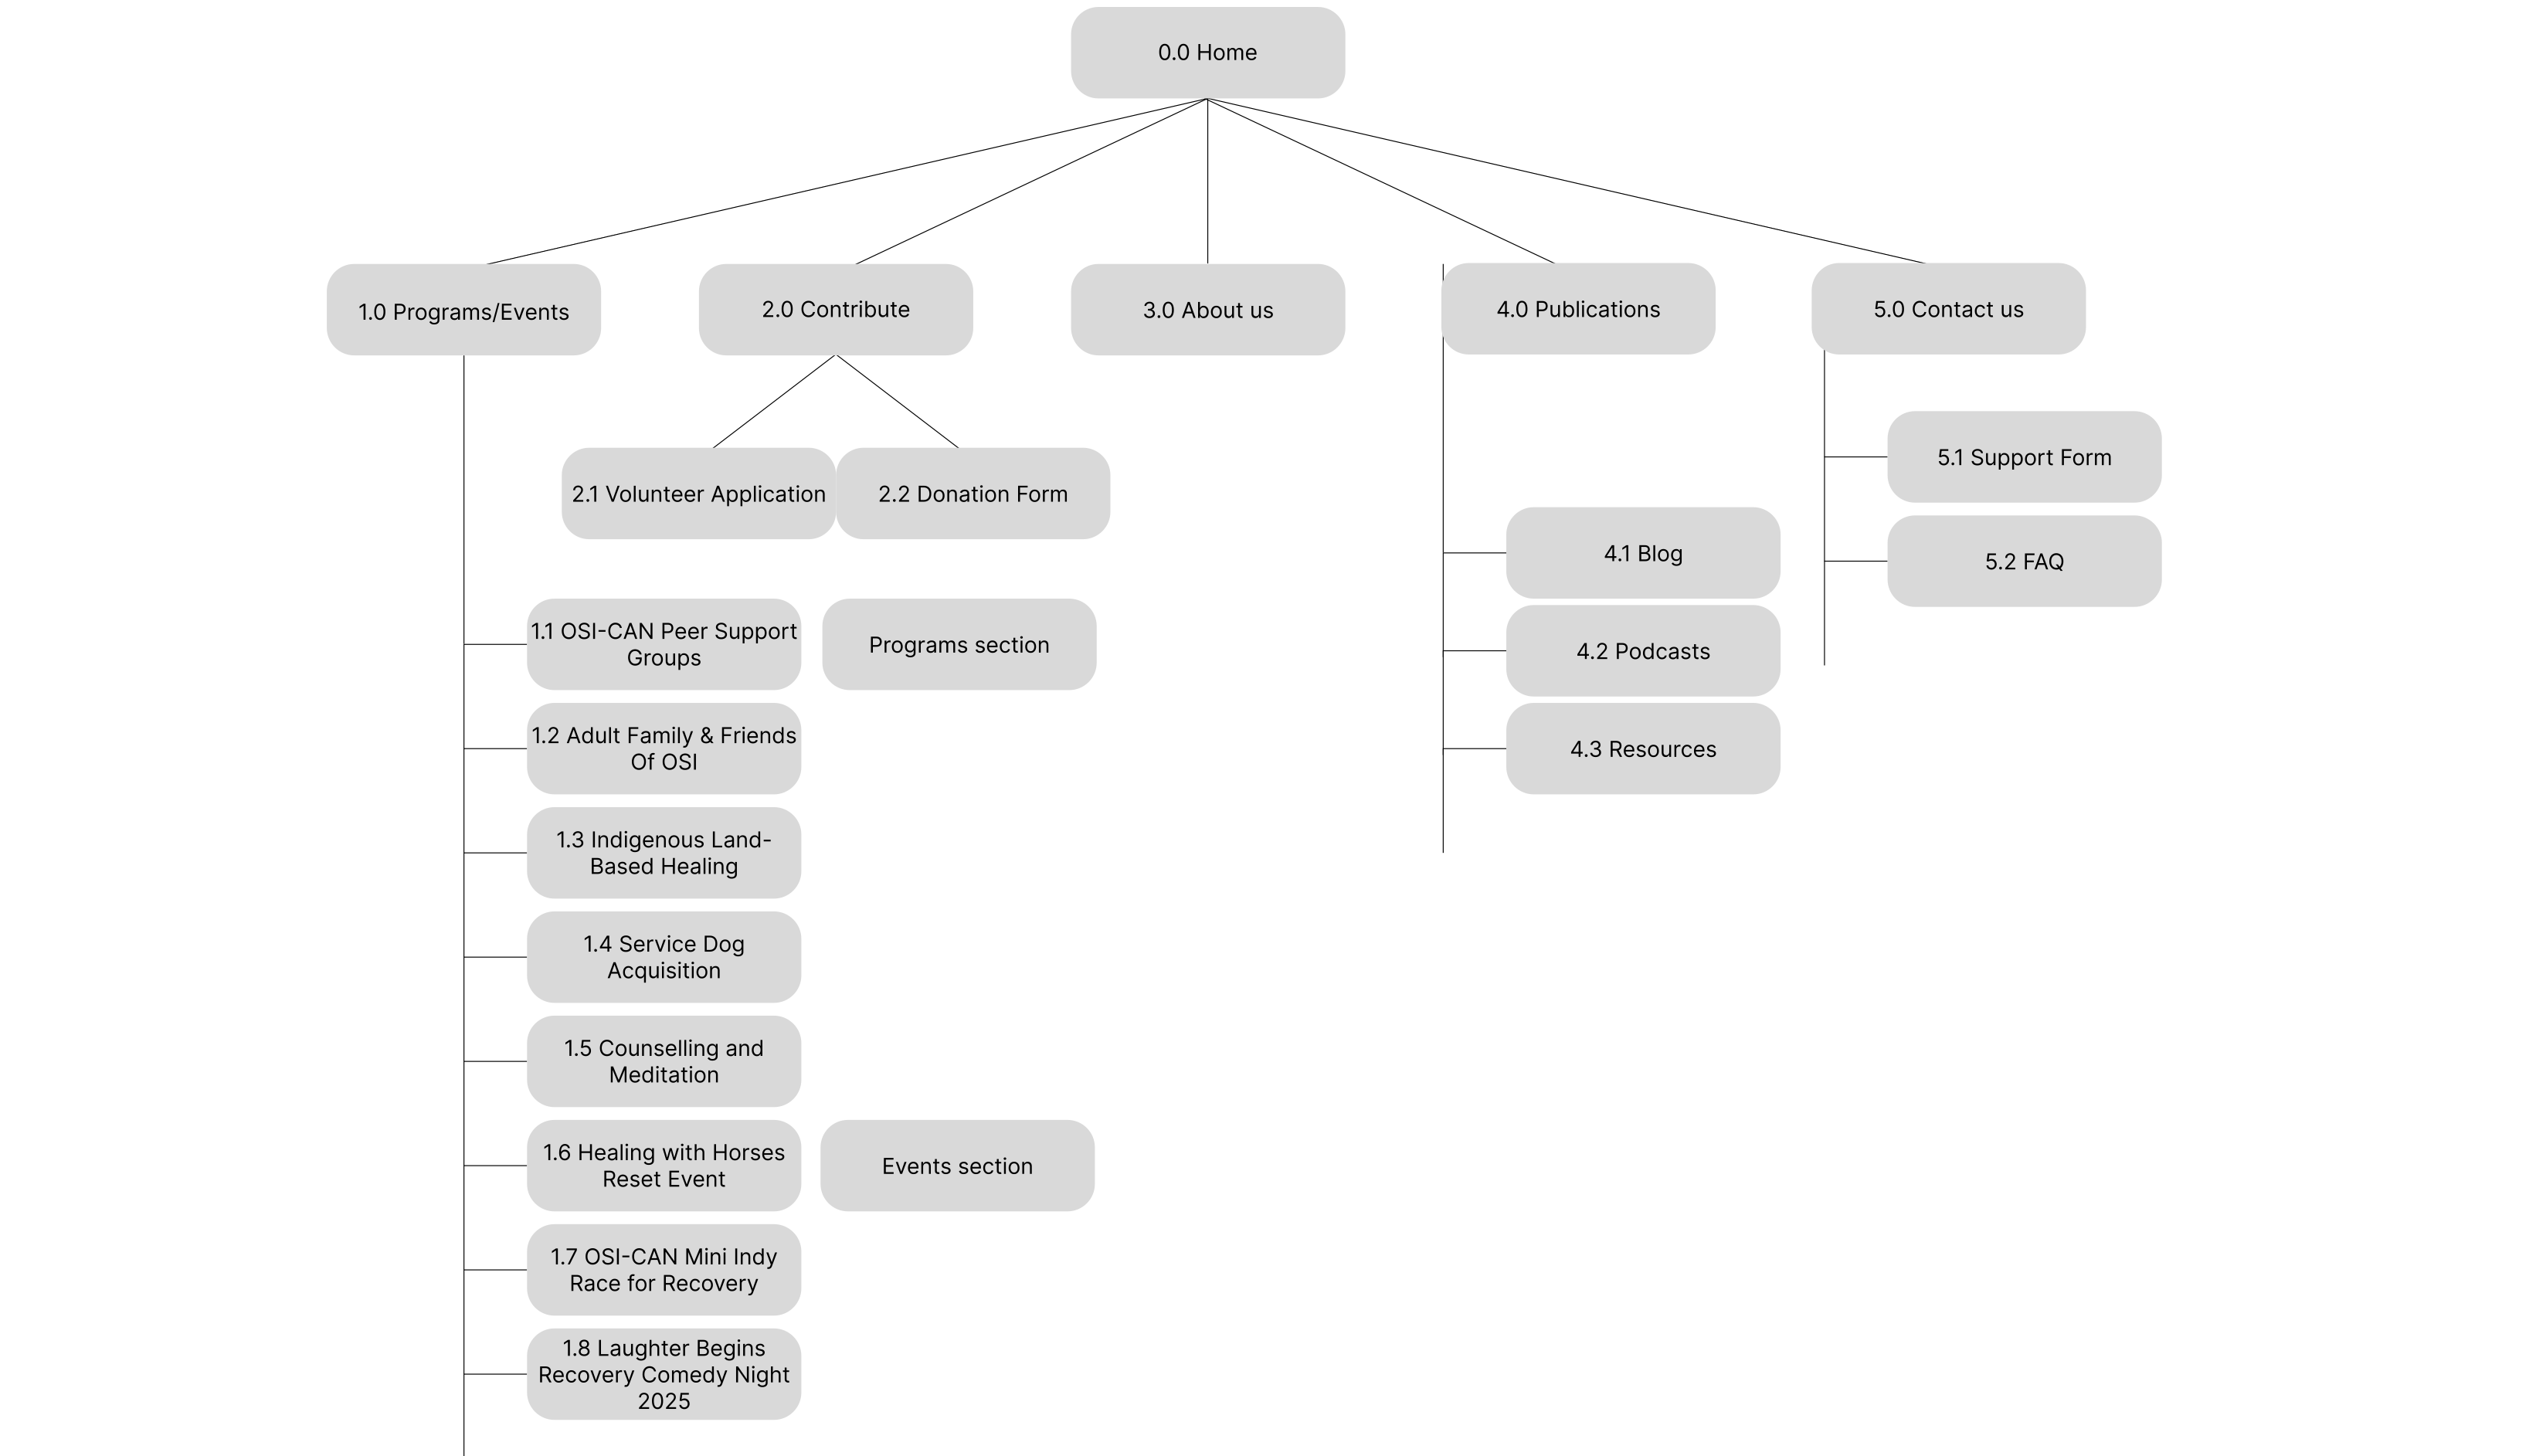 0.0 Home
1.0 Programs/Events
2.0 Contribute
3.0 About us
4.0 Publications
5.0 Contact us
2.1 Volunteer Application
2.2 Donation Form
5.1 Support Form
5.2 FAQ
4.1 Blog
4.2 Podcasts
4.3 Resources
1.1 OSI-CAN Peer Support
Groups
Programs section
1.2 Adult Family & Friends
Of OSI
1.3 Indigenous Land-
Based Healing
1.4 Service Dog
Acquisition
1.5 Counselling and
Meditation
1.6 Healing with Horses
Reset Event
Events section
1.7 OSI-CAN Mini Indy
Race for Recovery
1.8 Laughter Begins
Recovery Comedy Night
2025